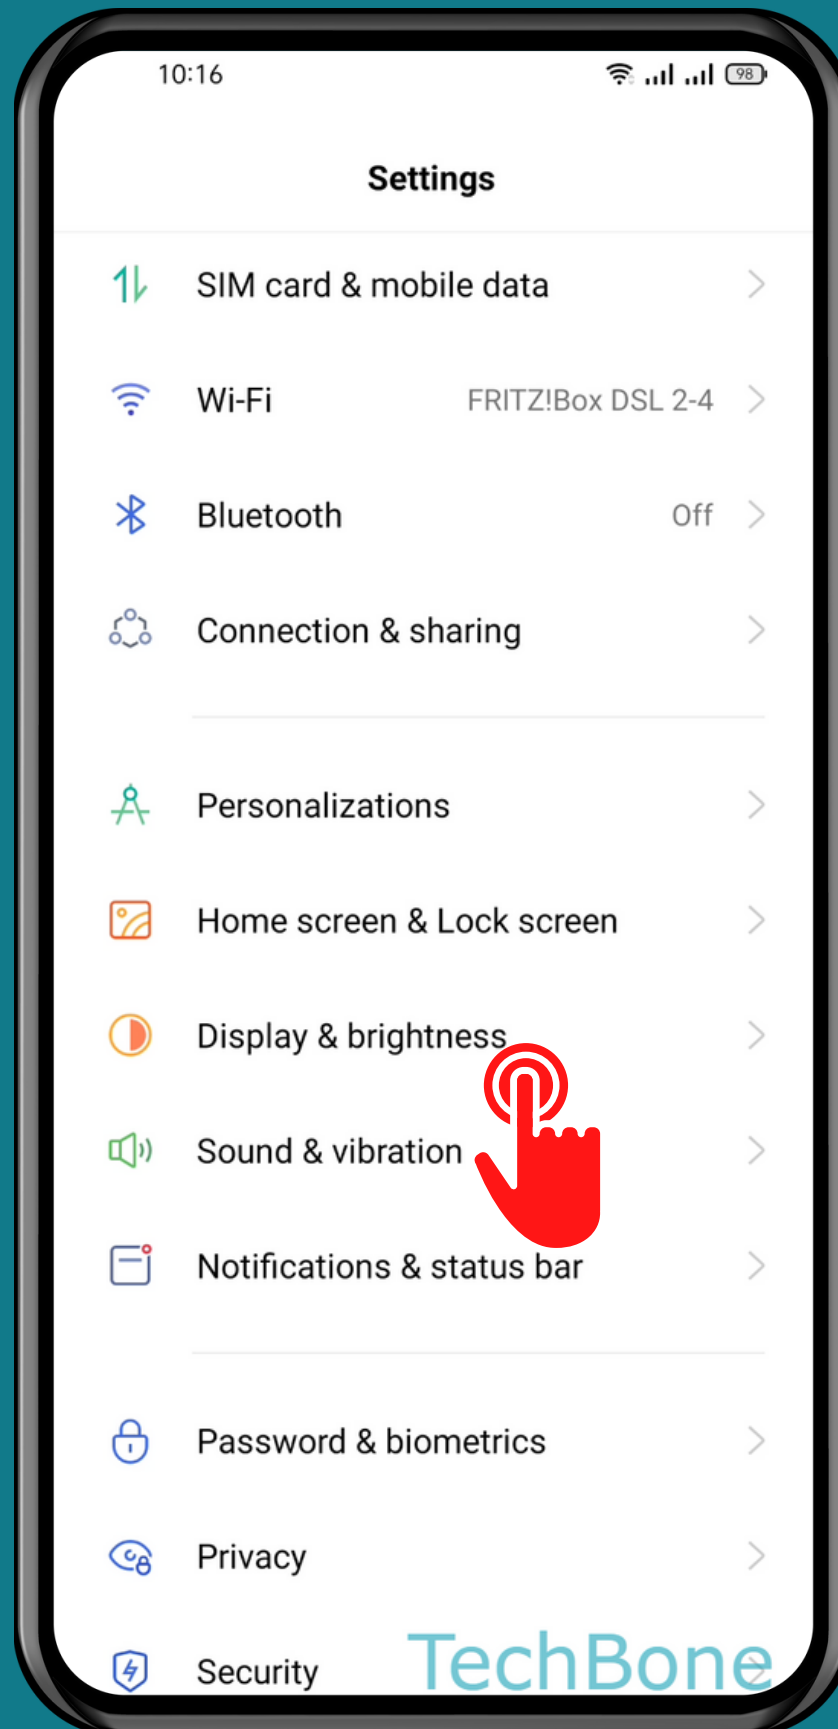 10:16 98
Settings
SIM card & mobile data
Wi-Fi FRITZ!Box DSL 2-4
Bluetooth Off
Connection & sharing
Personalizations
Home screen & Lock screen
Display & brightness
Sound & vibration
Notifications & status bar
Password & biometrics
Privacy
Security
TechBone